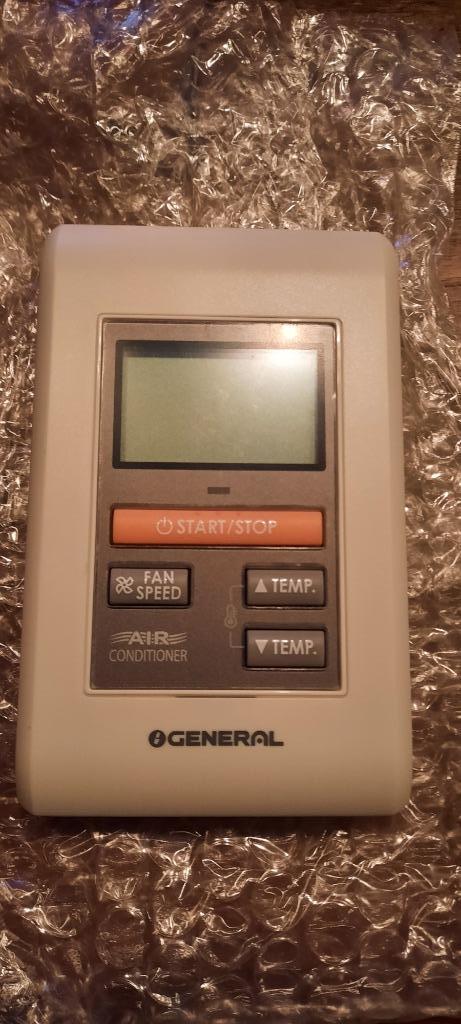 START/STOP
FAN
SPEED
▲ TEMP.
AIR
CONDITIONER
▼ TEMP.
GENERAL